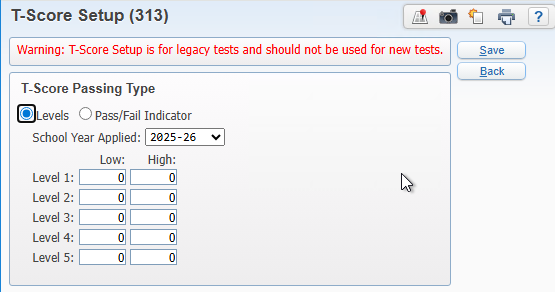 T-Score Setup (313)
?
Warning: T-Score Setup is for legacy tests and should not be used for new tests.
Save
Back
T-Score Passing Type
Levels Pass/Fail Indicator
School Year Applied: 2025-26
Low: High:
Level 1: 0 0
Level 2: 0 0
Level 3: 0 0
Level 4: 0 0
Level 5: 0 0